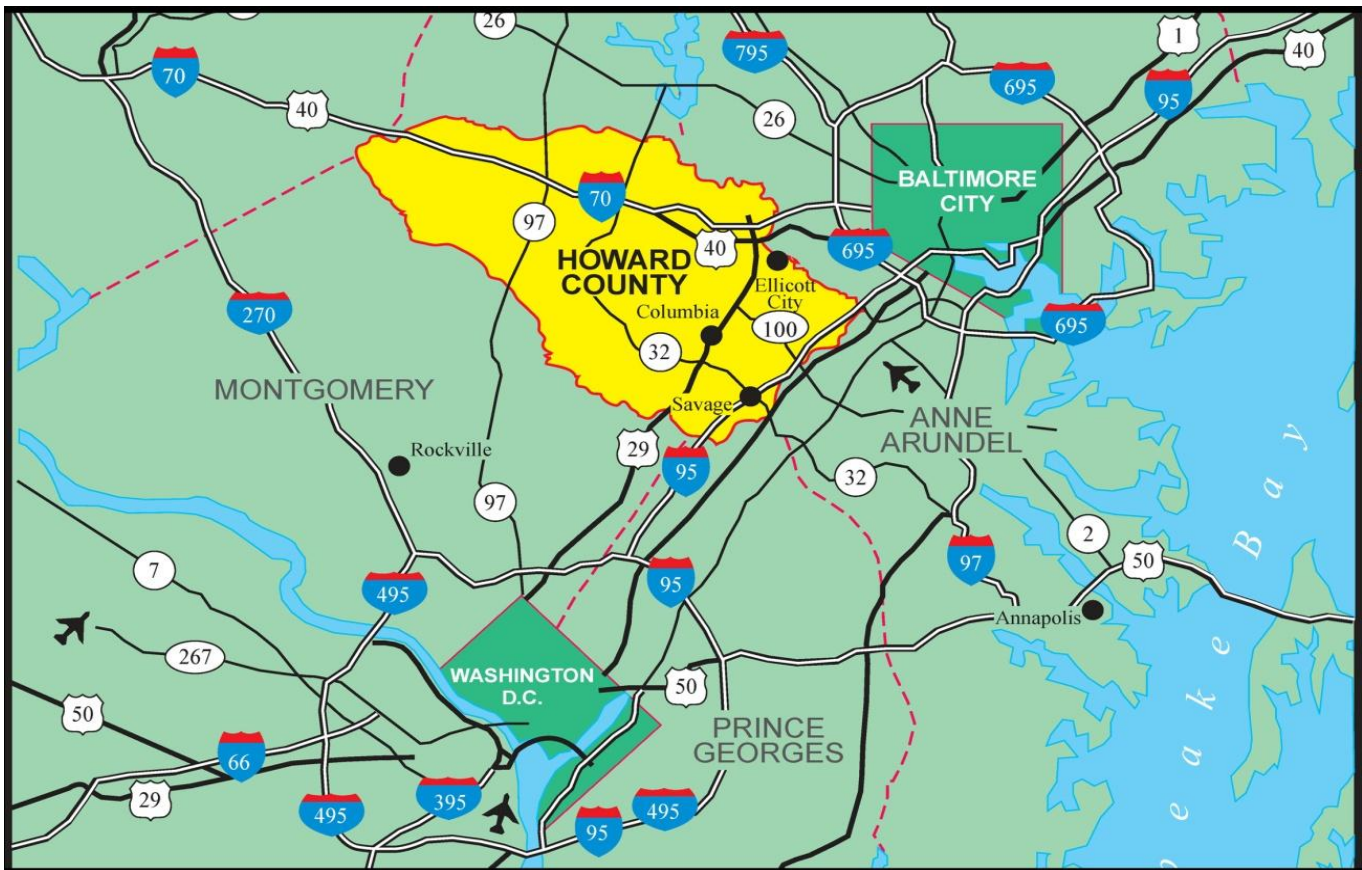 26
795
1
40
70
695
95
40
26
BALTIMORE
CITY
70
97
40
695
HOWARD
COUNTY
Ellicott
City
270
Columbia
100
695
32
MONTGOMERY
Savage
ANNE
ARUNDEL
29
Rockville
95
32
97
2
50
97
7
495
95
Annapolis
267
WASHINGTON
D.C.
50
50
PRINCE
GEORGES
66
29
495
395
95
495
p e a k e B a y